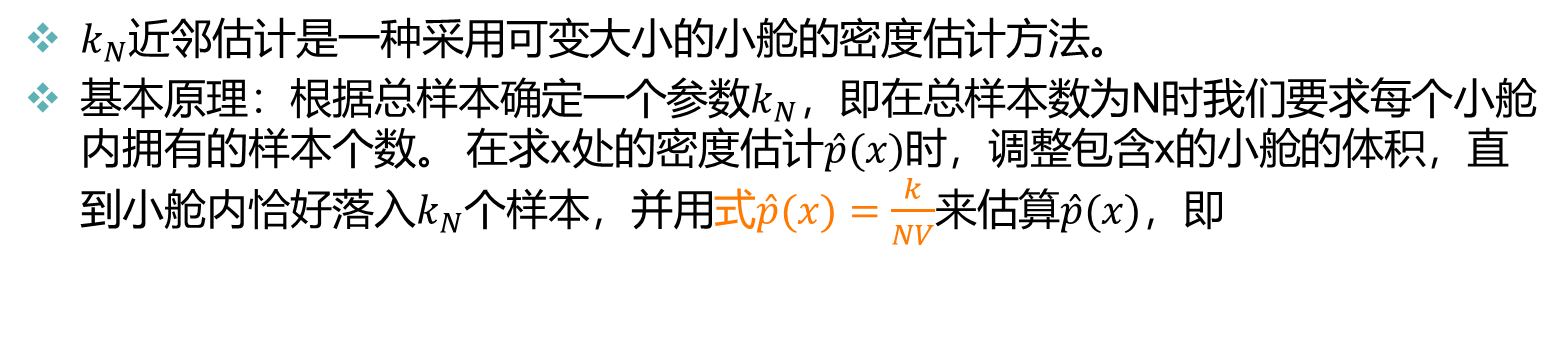 ❖ k_N近邻估计是一种采用可变大小的小舱的密度估计方法。
❖ 基本原理：根据总样本确定一个参数k_N，即在总样本数为N时我们要求每个小舱
内拥有的样本个数。 在求x处的密度估计p̂(x)时，调整包含x的小舱的体积，直
到小舱内恰好落入k_N个样本，并用式p̂(x) = k/NV来估算p̂(x)，即